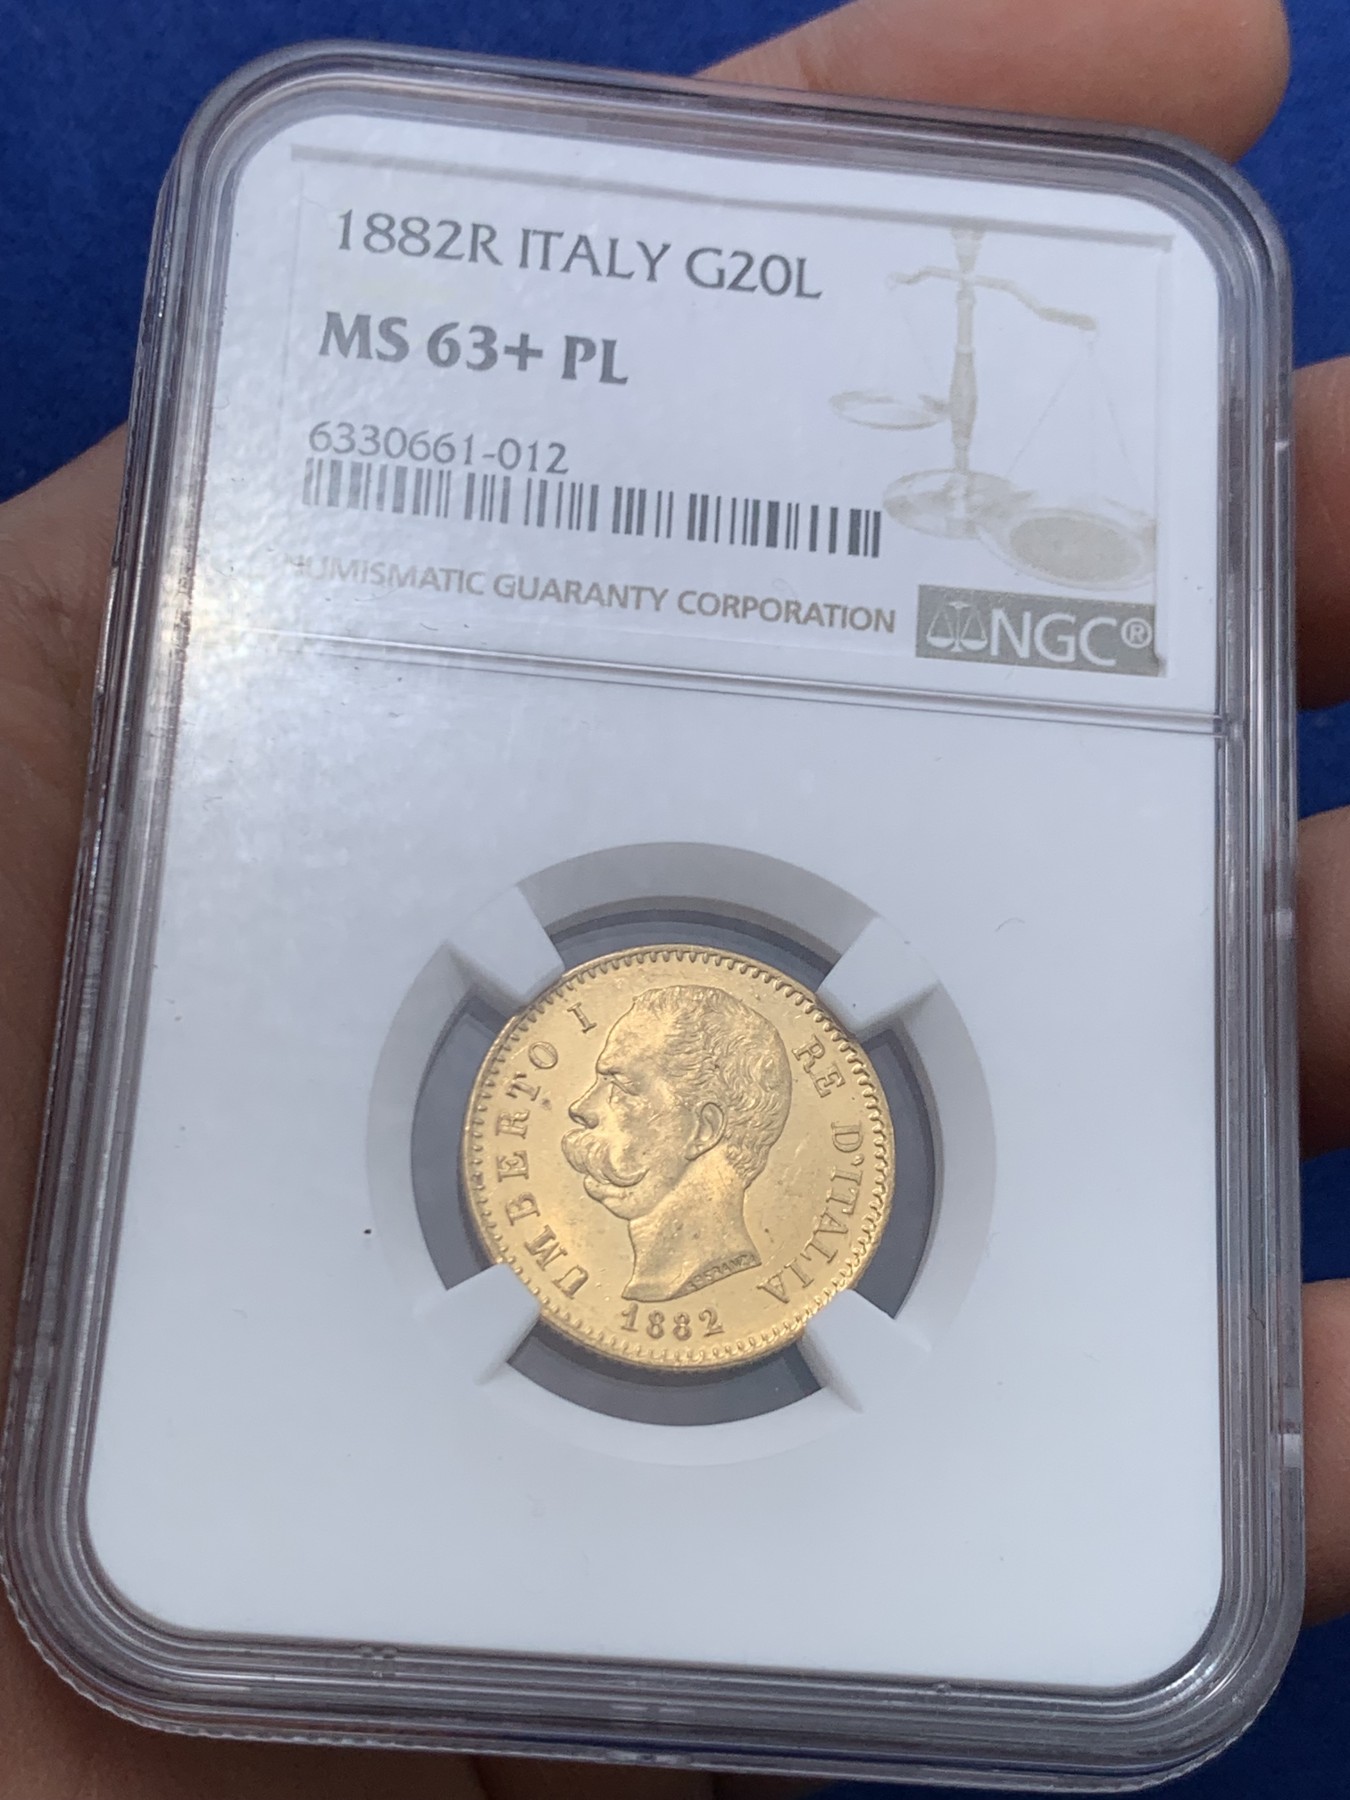 1882R ITALY G20L
MS 63+ PL
6330661-012
NUMISMATIC GUARANTY CORPORATION
NGC®
UMBERTO I RE D'ITALIA
1882